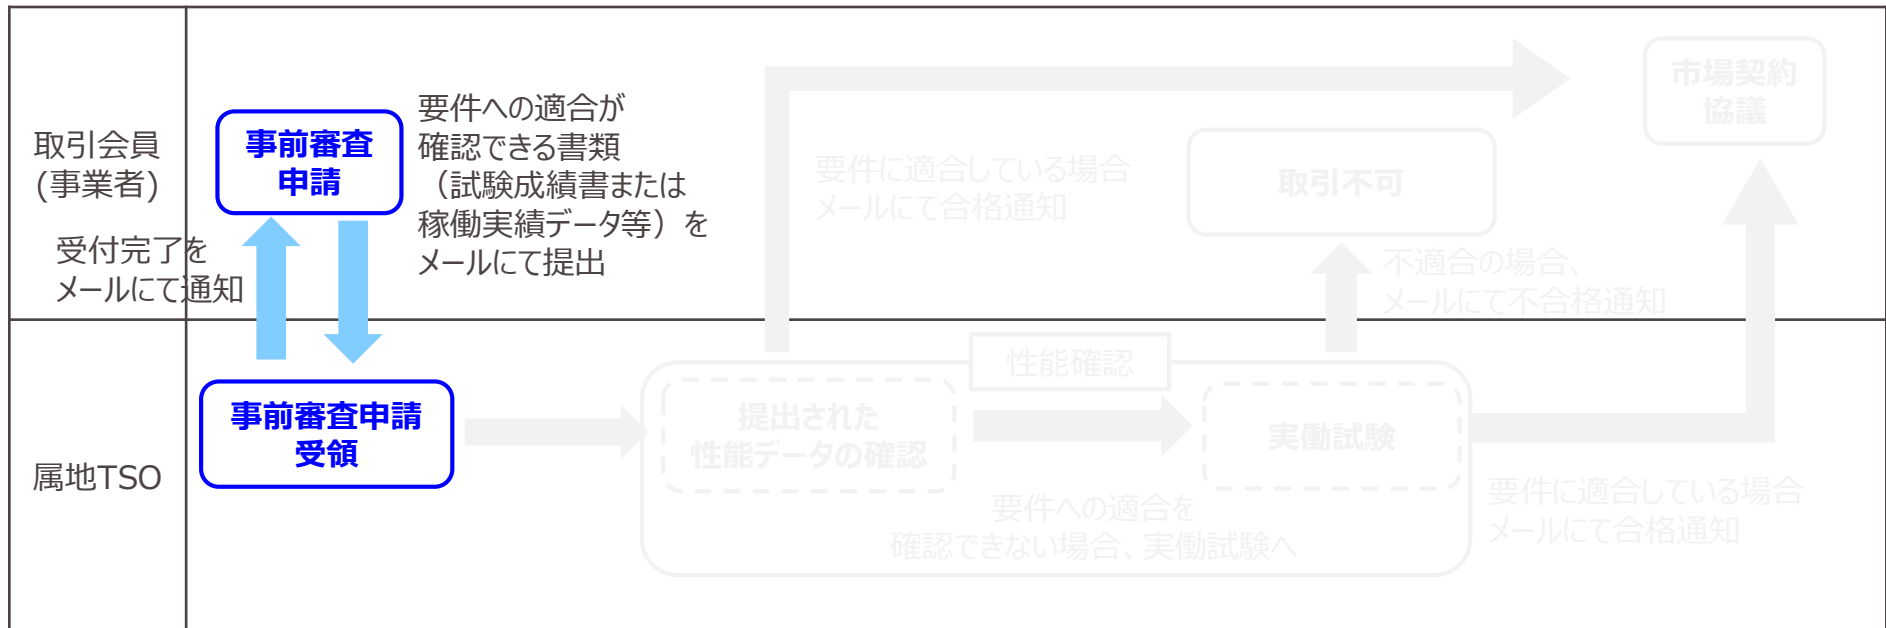 取引会員
(事業者)
事前審査
申請
要件への適合が
確認できる書類
（試験成績書または
稼働実績データ等）を
メールにて提出
受付完了を
メールにて通知
要件に適合している場合
メールにて合格通知
取引不可
市場契約
協議
不適合の場合、
メールにて不合格通知
属地TSO
事前審査申請
受領
性能確認
提出された
性能データの確認
実働試験
要件への適合を
確認できない場合、実働試験へ
要件に適合している場合
メールにて合格通知